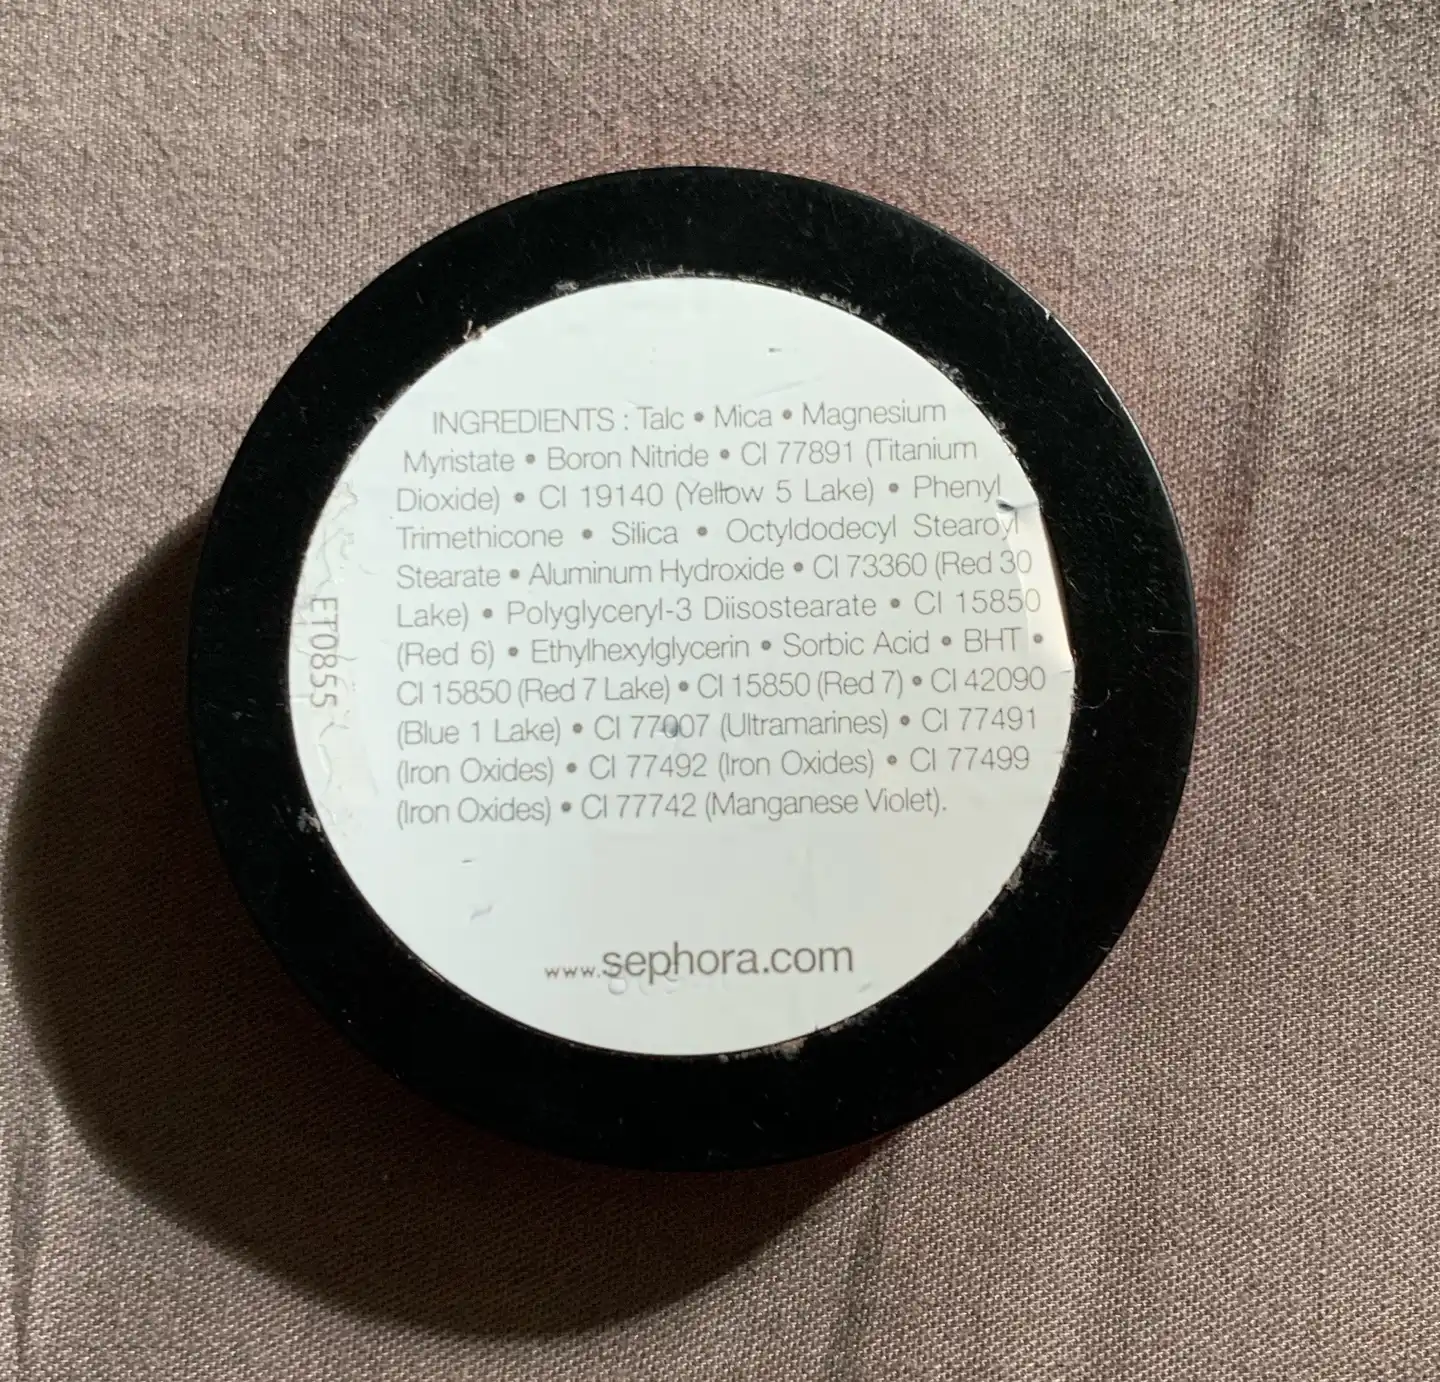 INGREDIENTS : Talc • Mica • Magnesium
Myristate • Boron Nitride • CI 77891 (Titanium
Dioxide) • CI 19140 (Yellow 5 Lake) • Phenyl
Trimethicone • Silica • Octyldodecyl Stearoyl
Stearate • Aluminum Hydroxide • CI 73360 (Red 30
Lake) • Polyglyceryl-3 Diisostearate • CI 15850
(Red 6) • Ethylhexylglycerin • Sorbic Acid • BHT •
CI 15850 (Red 7 Lake) • CI 15850 (Red 7) • CI 42090
(Blue 1 Lake) • CI 77007 (Ultramarines) • CI 77491
(Iron Oxides) • CI 77492 (Iron Oxides) • CI 77499
(Iron Oxides) • CI 77742 (Manganese Violet).
ET0855
www.sephora.com